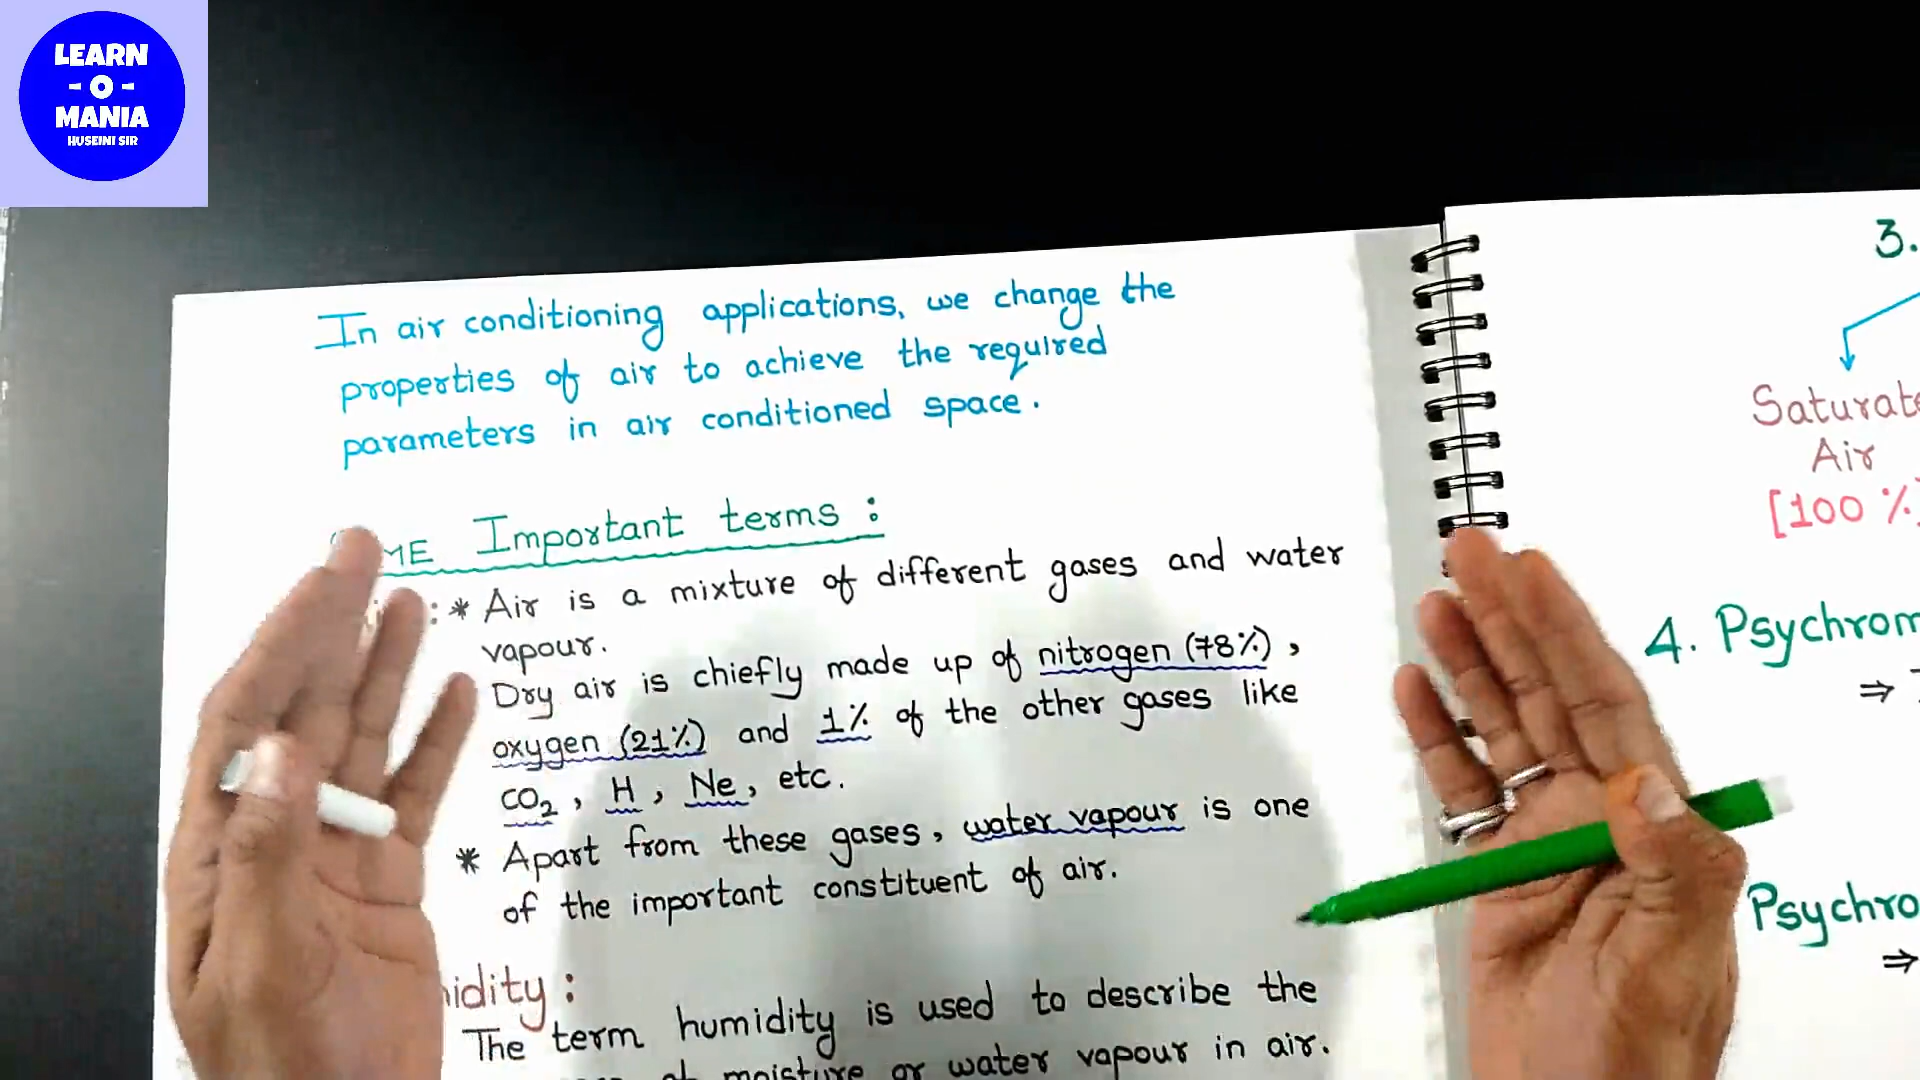 LEARN
- O -
MANIA
HUSEINI SIR
In air conditioning applications, we change the
properties of air to achieve the required
parameters in air conditioned space.
Important terms :
: * Air is a mixture of different gases and water
vapour.
Dry air is chiefly made up of nitrogen (78%),
oxygen (21%) and 1% of the other gases like
CO2, H, Ne, etc.
* Apart from these gases, water vapour is one
of the important constituent of air.
idity :
The term humidity is used to describe the
moisture or water vapour in air.
3.
Saturate
Air
[100 %]
4. Psychrom
⇒
Psychro
⇒